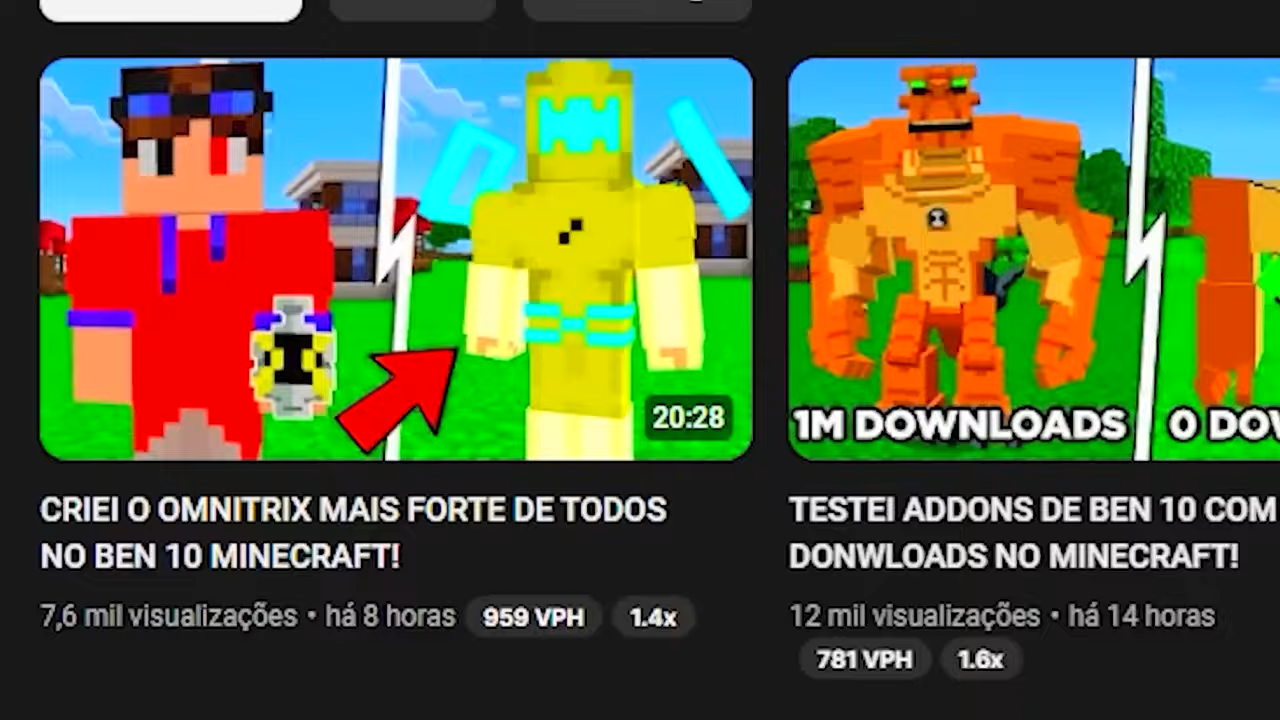 20:28
1M DOWNLOADS
0 DOW
CRIEI O OMNITRIX MAIS FORTE DE TODOS
NO BEN 10 MINECRAFT!
7,6 mil visualizações • há 8 horas 959 VPH 1.4x
TESTEI ADDONS DE BEN 10 COM
DONWLOADS NO MINECRAFT!
12 mil visualizações • há 14 horas
781 VPH 1.6x